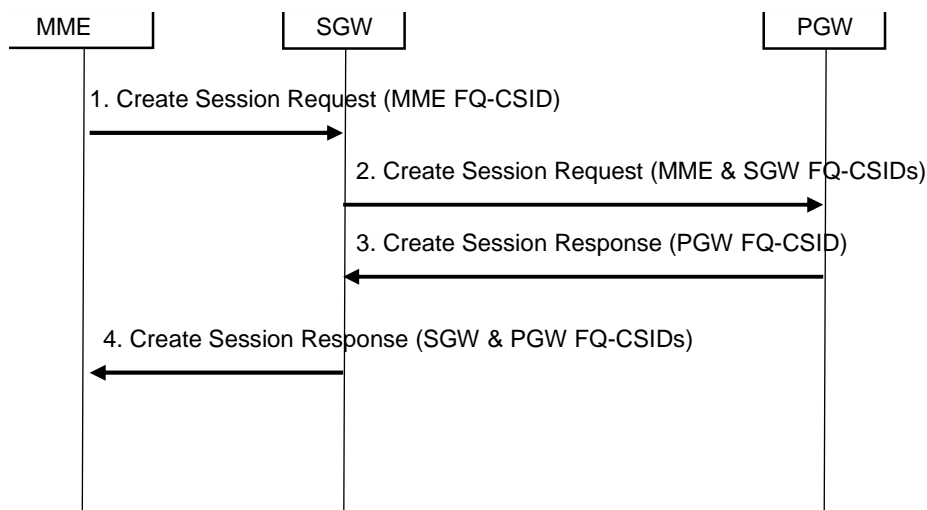 MME SGW PGW
1. Create Session Request (MME FQ-CSID)
2. Create Session Request (MME & SGW FQ-CSIDs)
3. Create Session Response (PGW FQ-CSID)
4. Create Session Response (SGW & PGW FQ-CSIDs)